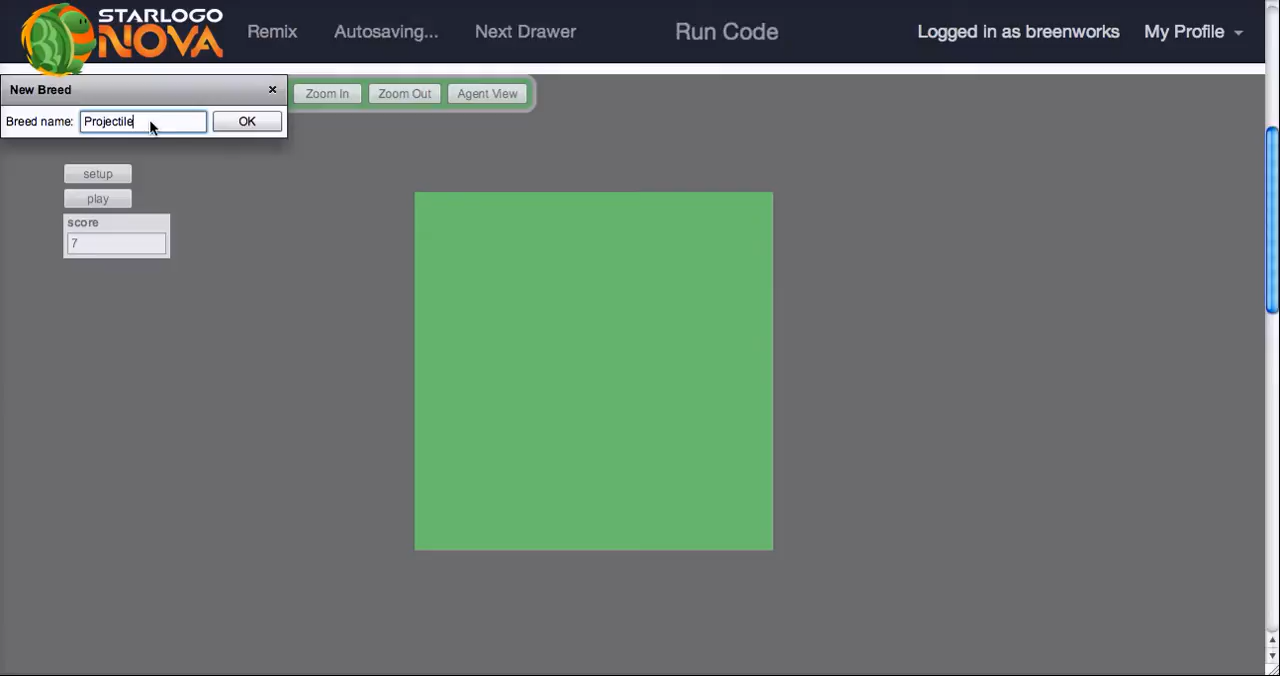 STARLOGO
NOVA
Remix
Autosaving...
Next Drawer
Run Code
Logged in as breenworks
My Profile
New Breed
×
Zoom In
Zoom Out
Agent View
Breed name:
Projectile
OK
setup
play
score
7